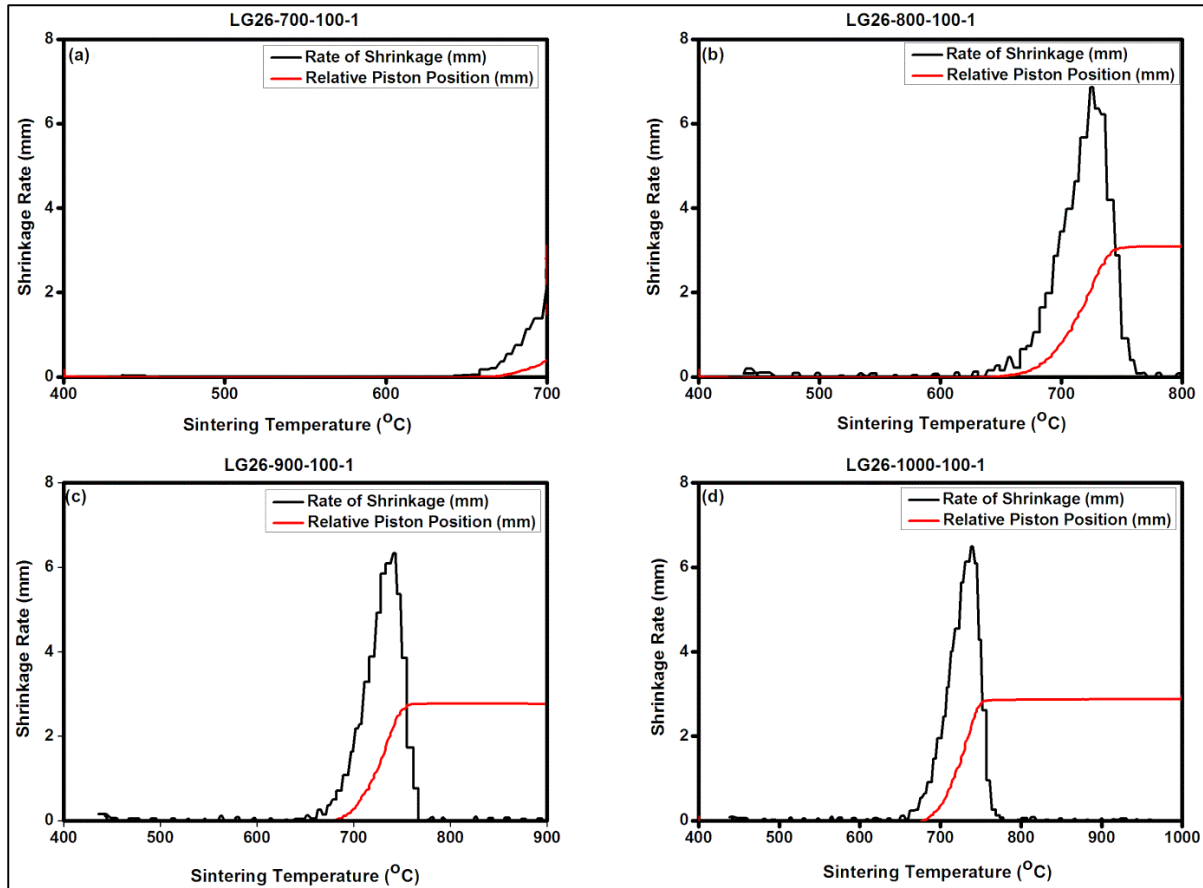 LG26-700-100-1
(a)
Rate of Shrinkage (mm)
Relative Piston Position (mm)
8
6
4
2
0
400 500 600 700
Shrinkage Rate (mm)
Sintering Temperature (OC)
LG26-800-100-1
(b)
Rate of Shrinkage (mm)
Relative Piston Position (mm)
8
6
4
2
0
400 500 600 700 800
Shrinkage Rate (mm)
Sintering Temperature (OC)
LG26-900-100-1
(c)
Rate of Shrinkage (mm)
Relative Piston Position (mm)
8
6
4
2
0
400 500 600 700 800 900
Shrinkage Rate (mm)
Sintering Temperature (OC)
LG26-1000-100-1
(d)
Rate of Shrinkage (mm)
Relative Piston Position (mm)
8
6
4
2
0
400 500 600 700 800 900 1000
Shrinkage Rate (mm)
Sintering Temperature (OC)